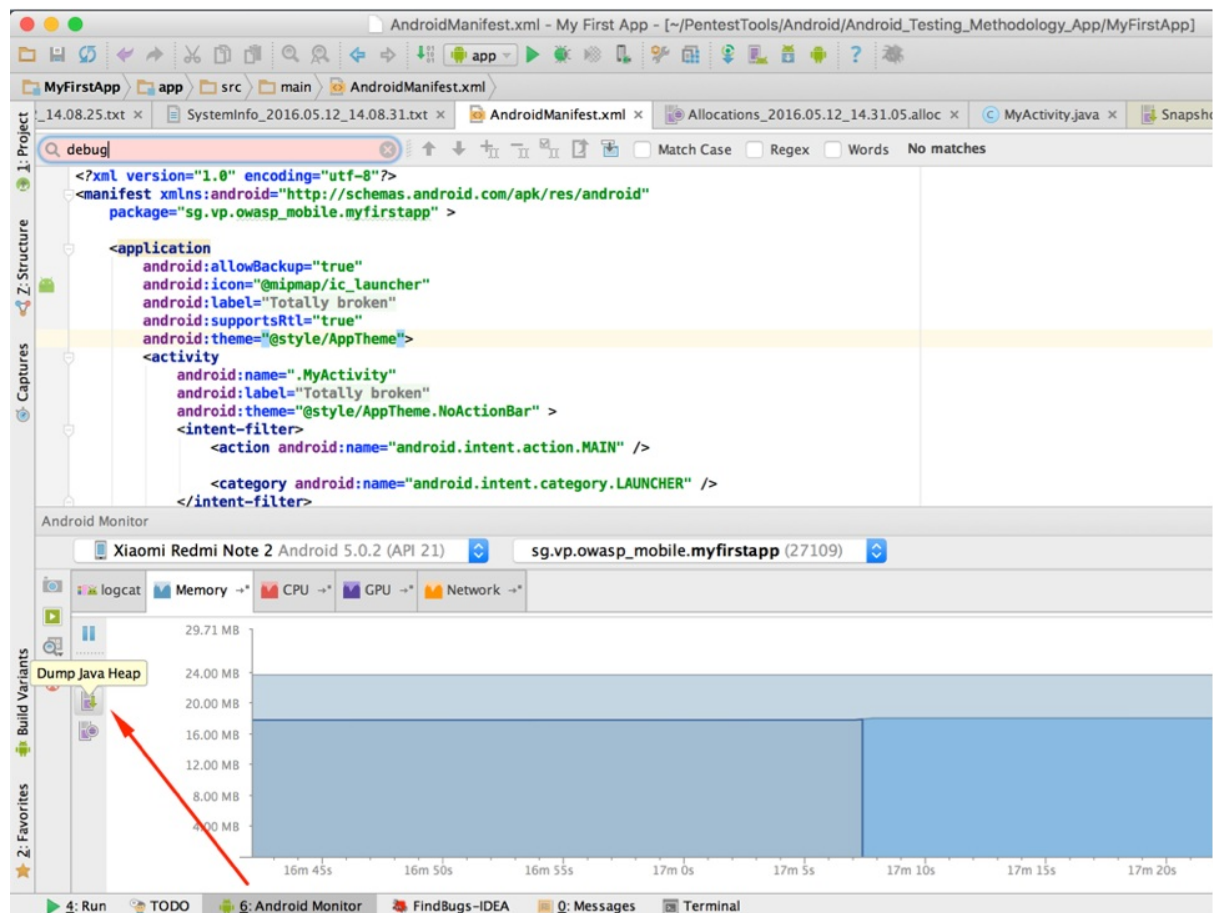 AndroidManifest.xml - My First App - [~/PentestTools/Android/Android_Testing_Methodology_App/MyFirstApp]
app
MyFirstApp app src main AndroidManifest.xml
_14.08.25.txt SystemInfo_2016.05.12_14.08.31.txt AndroidManifest.xml Allocations_2016.05.12_14.31.05.alloc MyActivity.java Snapsho
debug Match Case Regex Words No matches
<?xml version="1.0" encoding="utf-8"?>
<manifest xmlns:android="http://schemas.android.com/apk/res/android"
package="sg.vp.owasp_mobile.myfirstapp" >
<application
android:allowBackup="true"
android:icon="@mipmap/ic_launcher"
android:label="Totally broken"
android:supportsRtl="true"
android:theme="@style/AppTheme">
<activity
android:name=".MyActivity"
android:label="Totally broken"
android:theme="@style/AppTheme.NoActionBar" >
<intent-filter>
<action android:name="android.intent.action.MAIN" />
<category android:name="android.intent.category.LAUNCHER" />
</intent-filter>
1: Project
Z: Structure
Captures
Build Variants
2: Favorites
Android Monitor
Xiaomi Redmi Note 2 Android 5.0.2 (API 21) sg.vp.owasp_mobile.myfirstapp (27109)
logcat Memory CPU GPU Network
Dump Java Heap
29.71 MB
24.00 MB
20.00 MB
16.00 MB
12.00 MB
8.00 MB
4.00 MB
16m 45s 16m 50s 16m 55s 17m 0s 17m 5s 17m 10s 17m 15s 17m 20s
4: Run TODO 6: Android Monitor FindBugs-IDEA 0: Messages Terminal